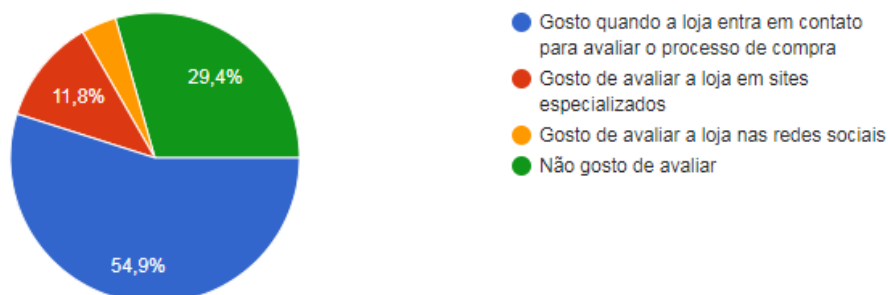 29,4%
11,8%
54,9%
Gosto quando a loja entra em contato
para avaliar o processo de compra
Gosto de avaliar a loja em sites
especializados
Gosto de avaliar a loja nas redes sociais
Não gosto de avaliar